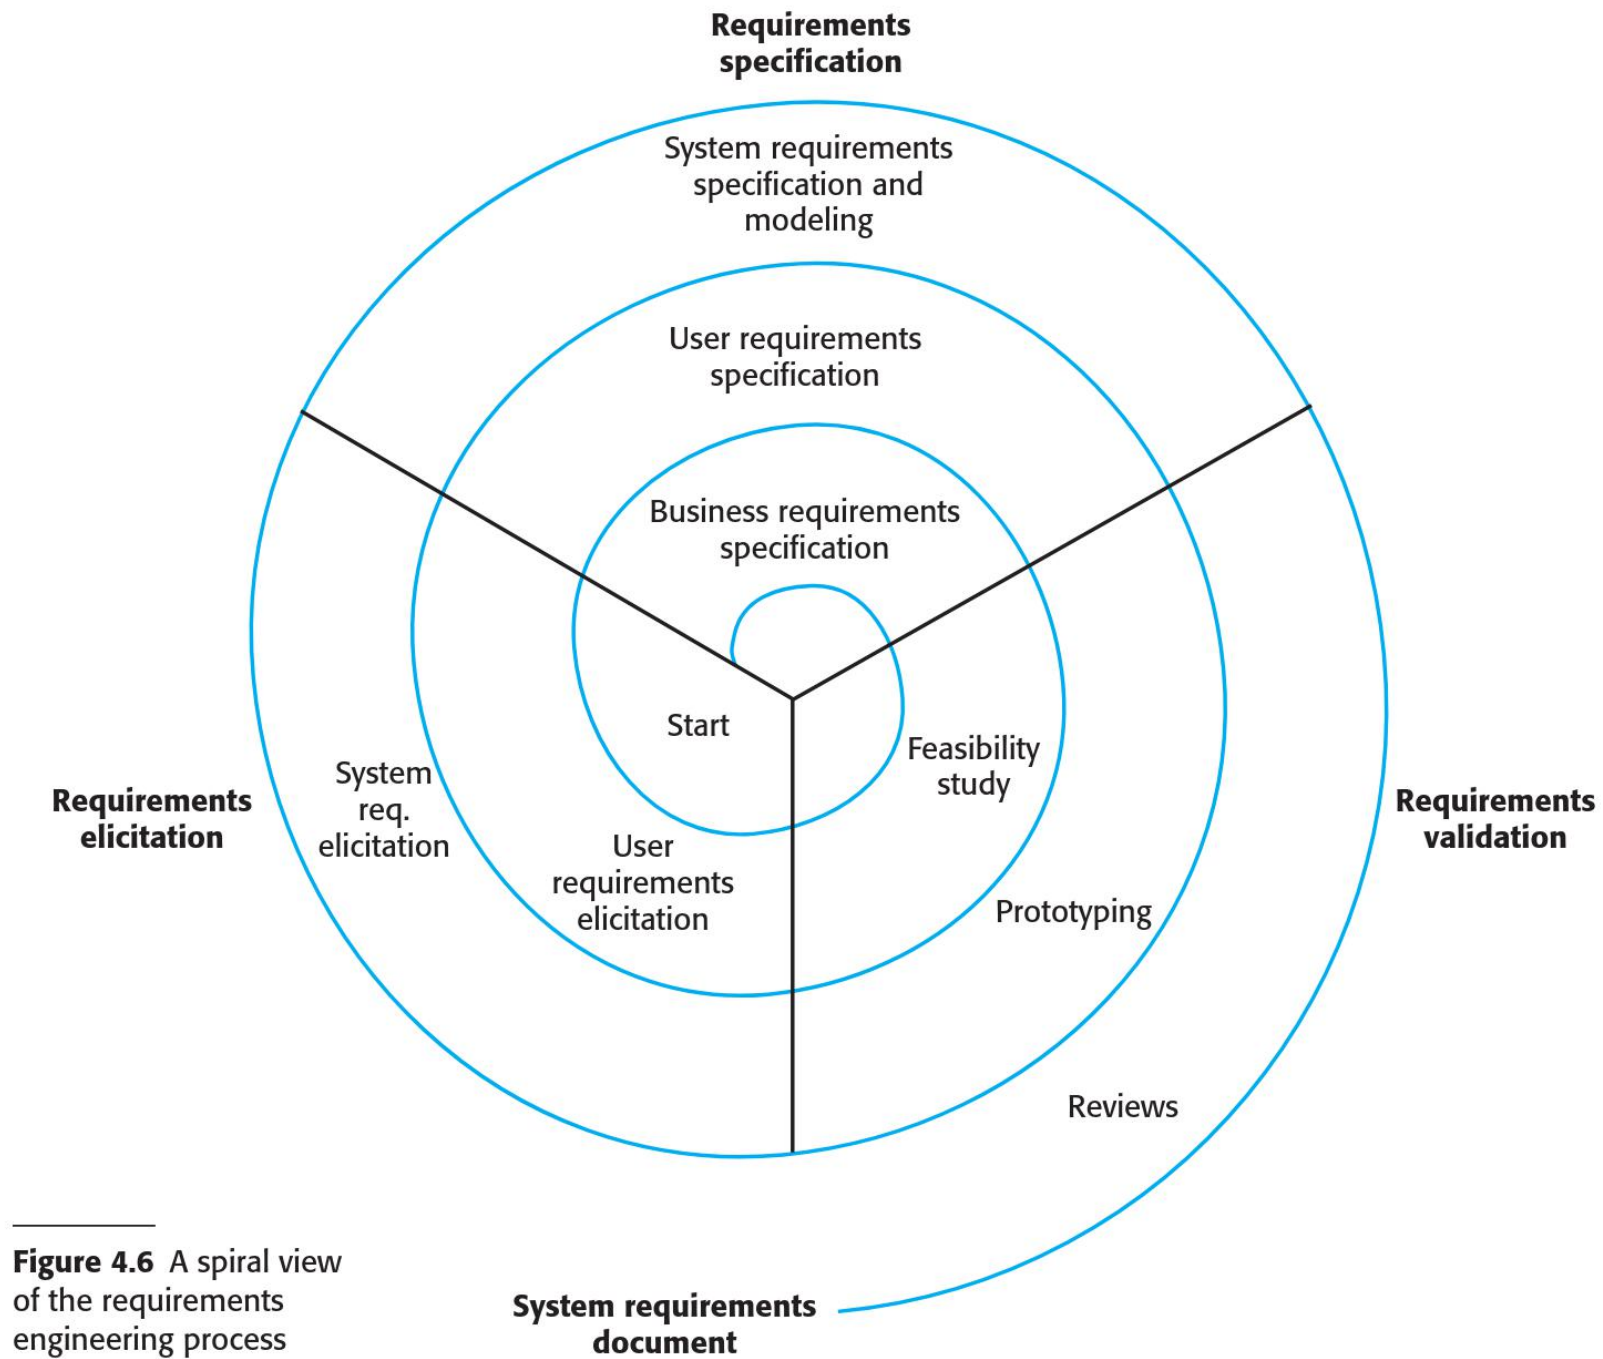 Requirements
specification
System requirements
specification and
modeling
User requirements
specification
Business requirements
specification
Start
Feasibility
study
System
req.
elicitation
Requirements
elicitation
Requirements
validation
User
requirements
elicitation
Prototyping
Reviews
Figure 4.6 A spiral view
of the requirements
engineering process
System requirements
document